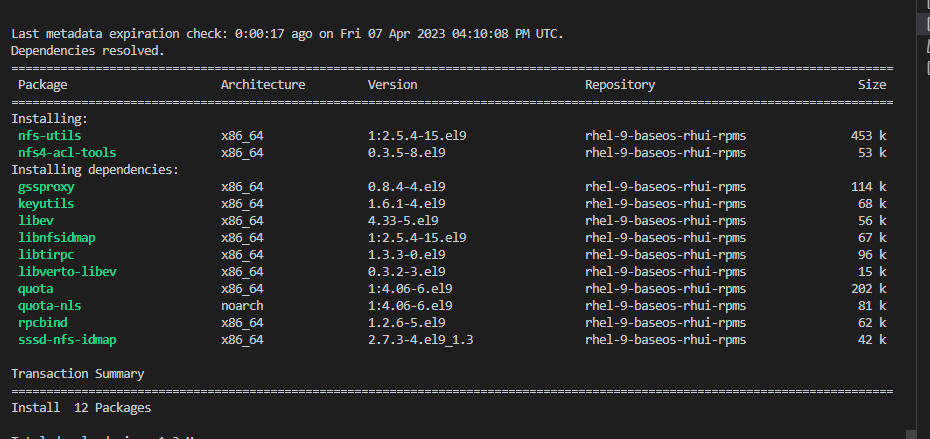 Last metadata expiration check: 0:00:17 ago on Fri 07 Apr 2023 04:10:08 PM UTC.
Dependencies resolved.
Package Architecture Version Repository Size
Installing:
nfs-utils x86_64 1:2.5.4-15.el9 rhel-9-baseos-rhui-rpms 453 k
nfs4-acl-tools x86_64 0.3.5-8.el9 rhel-9-baseos-rhui-rpms 53 k
Installing dependencies:
gssproxy x86_64 0.8.4-4.el9 rhel-9-baseos-rhui-rpms 114 k
keyutils x86_64 1.6.1-4.el9 rhel-9-baseos-rhui-rpms 68 k
libev x86_64 4.33-5.el9 rhel-9-baseos-rhui-rpms 56 k
libnfsidmap x86_64 1:2.5.4-15.el9 rhel-9-baseos-rhui-rpms 67 k
libtirpc x86_64 1.3.3-0.el9 rhel-9-baseos-rhui-rpms 96 k
libverto-libev x86_64 0.3.2-3.el9 rhel-9-baseos-rhui-rpms 15 k
quota x86_64 1:4.06-6.el9 rhel-9-baseos-rhui-rpms 202 k
quota-nls noarch 1:4.06-6.el9 rhel-9-baseos-rhui-rpms 81 k
rpcbind x86_64 1.2.6-5.el9 rhel-9-baseos-rhui-rpms 62 k
sssd-nfs-idmap x86_64 2.7.3-4.el9_1.3 rhel-9-baseos-rhui-rpms 42 k
Transaction Summary
Install 12 Packages